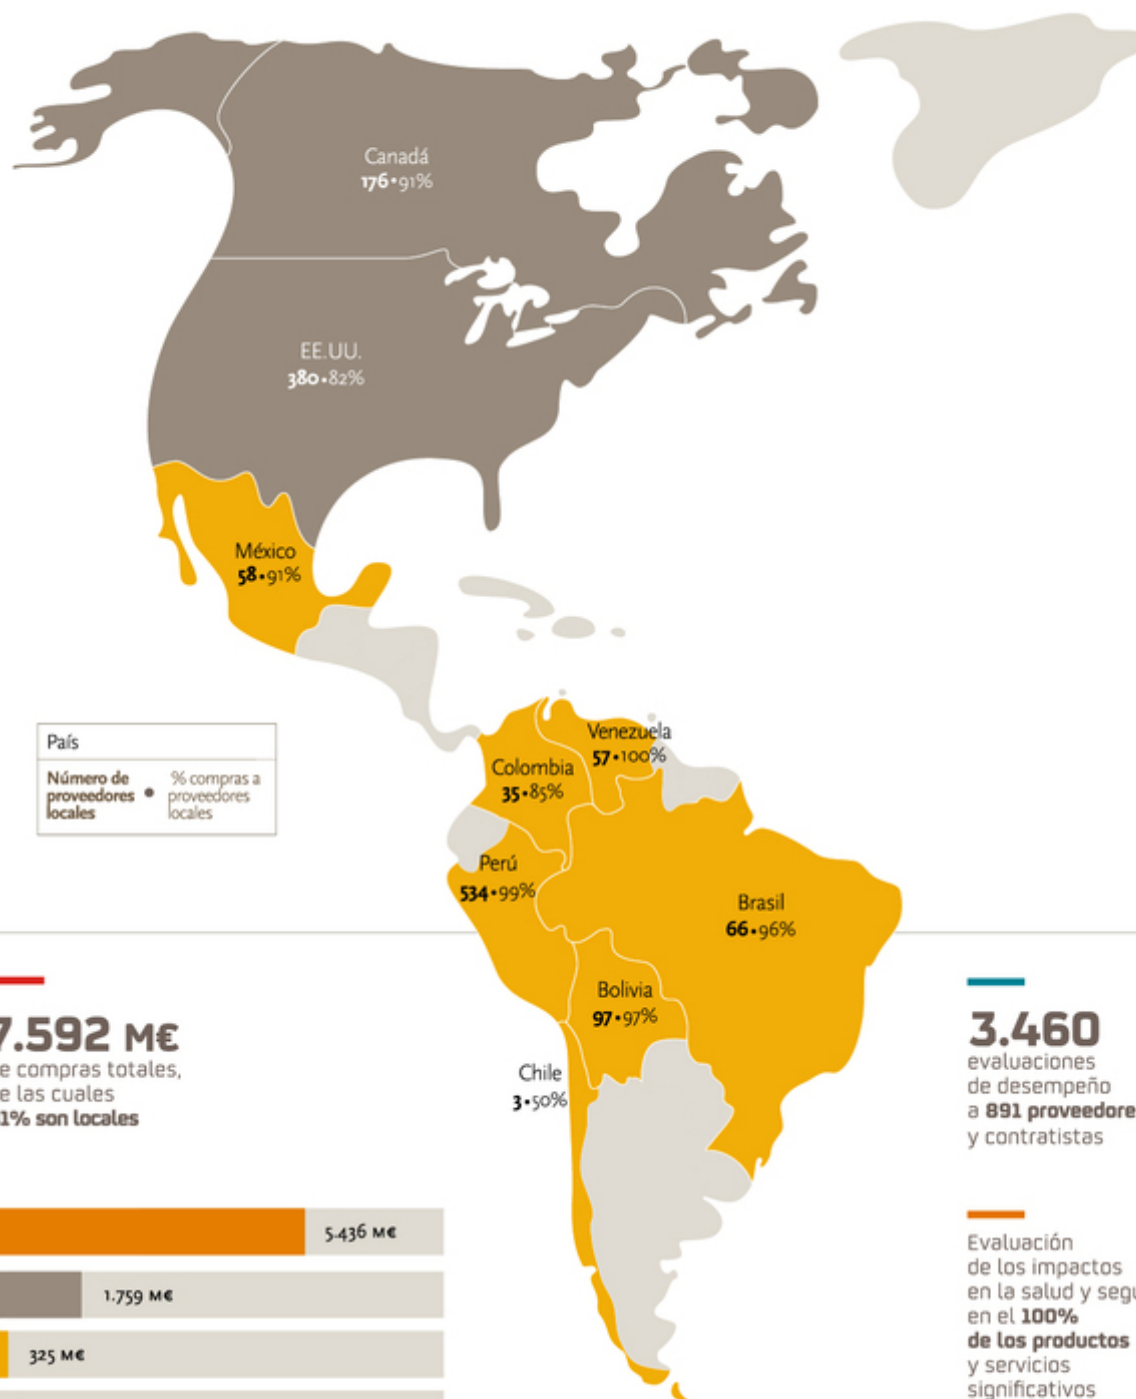 Canadá
176•91%
EE.UU.
380•82%
México
58•91%
País
Número de
proveedores
locales
•
% compras a
proveedores
locales
Venezuela
57•100%
Colombia
35•85%
Perú
534•99%
Brasil
66•96%
Bolivia
97•97%
Chile
3•50%
7.592 M€
e compras totales,
e las cuales
1% son locales
5.436 M€
1.759 M€
325 M€
3.460
evaluaciones
de desempeño
a 891 proveedore
y contratistas
Evaluación
de los impactos
en la salud y segu
en el 100%
de los productos
y servicios
significativos